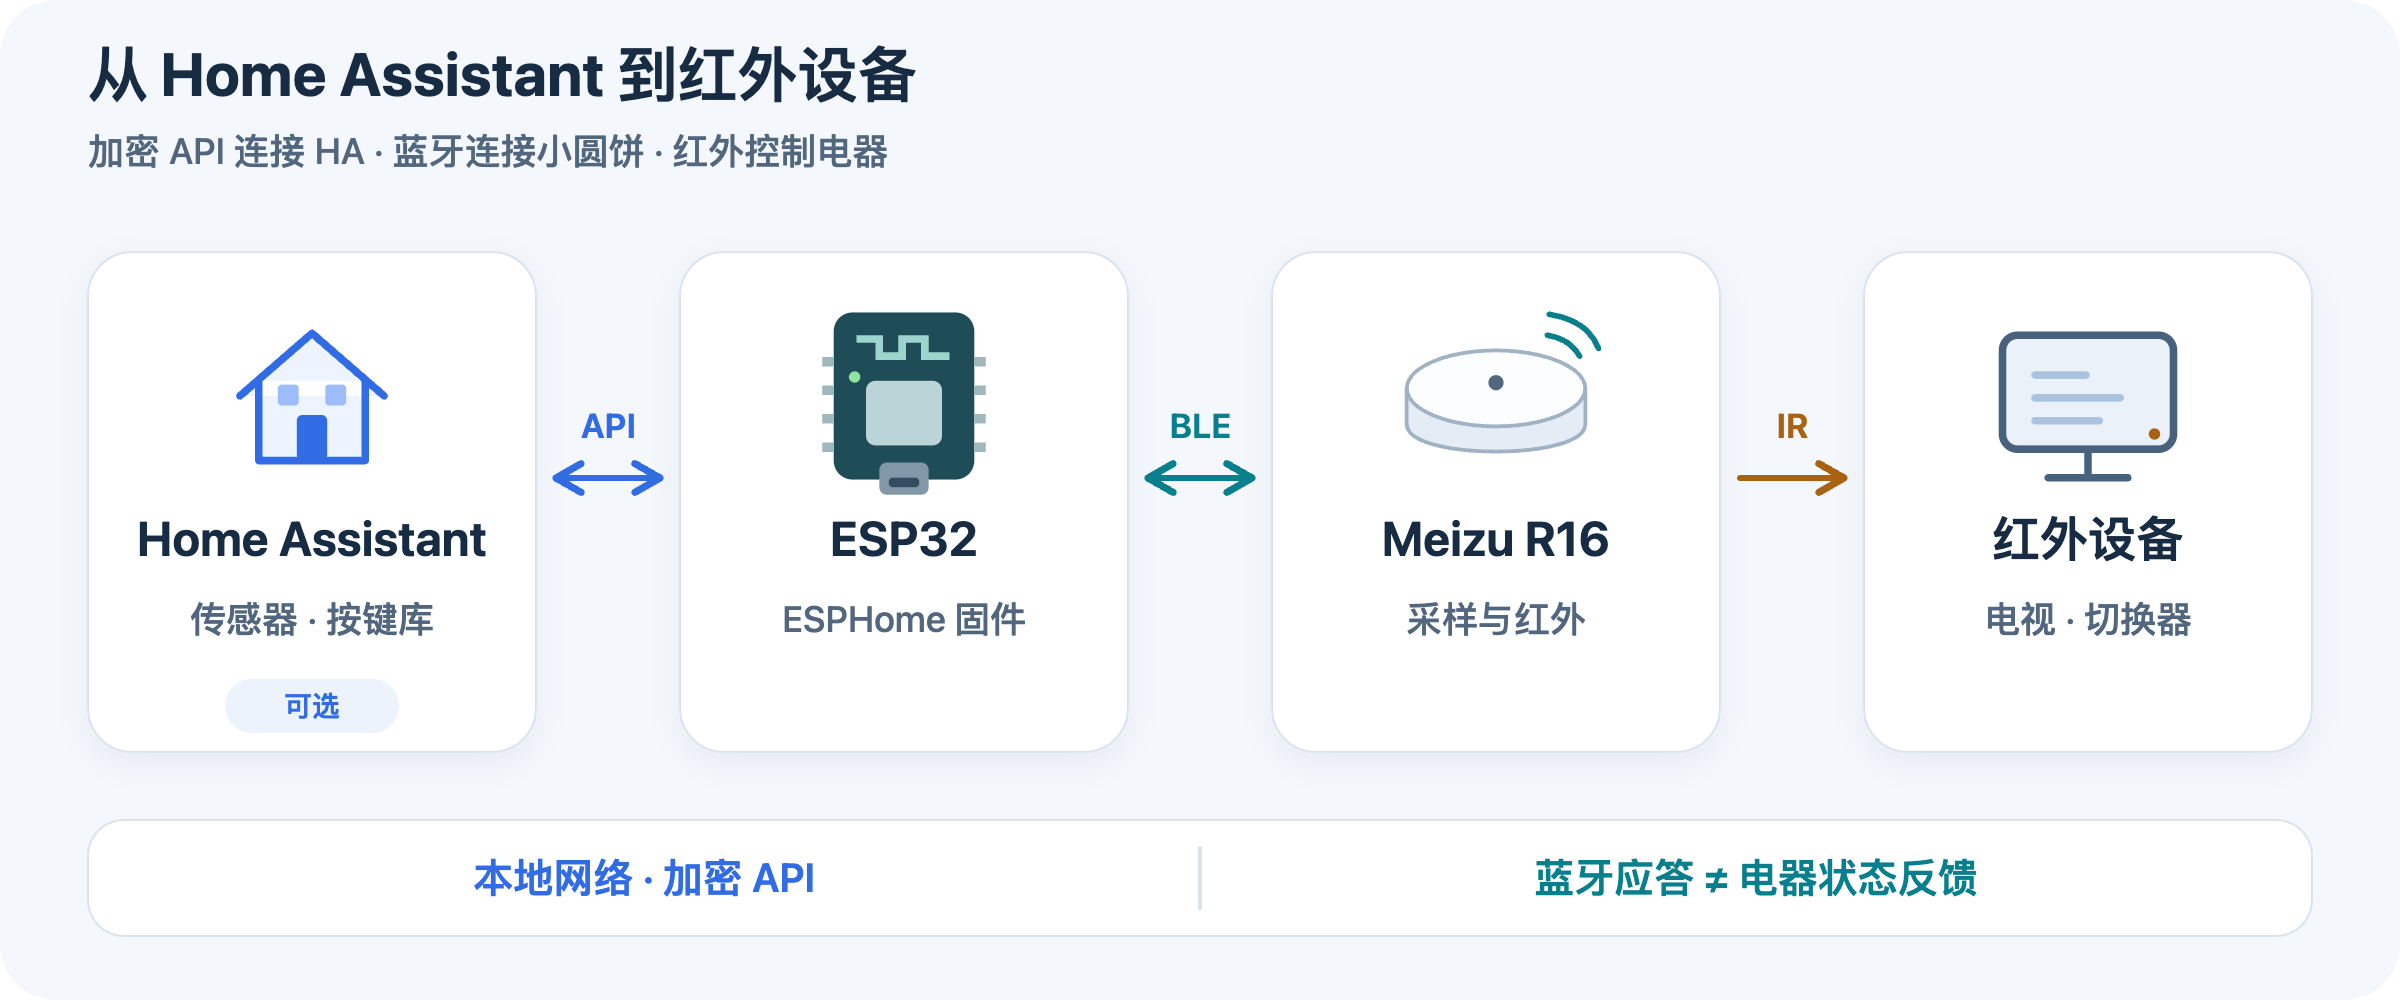 从 Home Assistant 到红外设备
加密 API 连接 HA · 蓝牙连接小圆饼 · 红外控制电器
API
BLE
IR
Home Assistant
ESP32
Meizu R16
红外设备
传感器 · 按键库
ESPHome 固件
采样与红外
电视 · 切换器
可选
本地网络 · 加密 API
蓝牙应答 ≠ 电器状态反馈